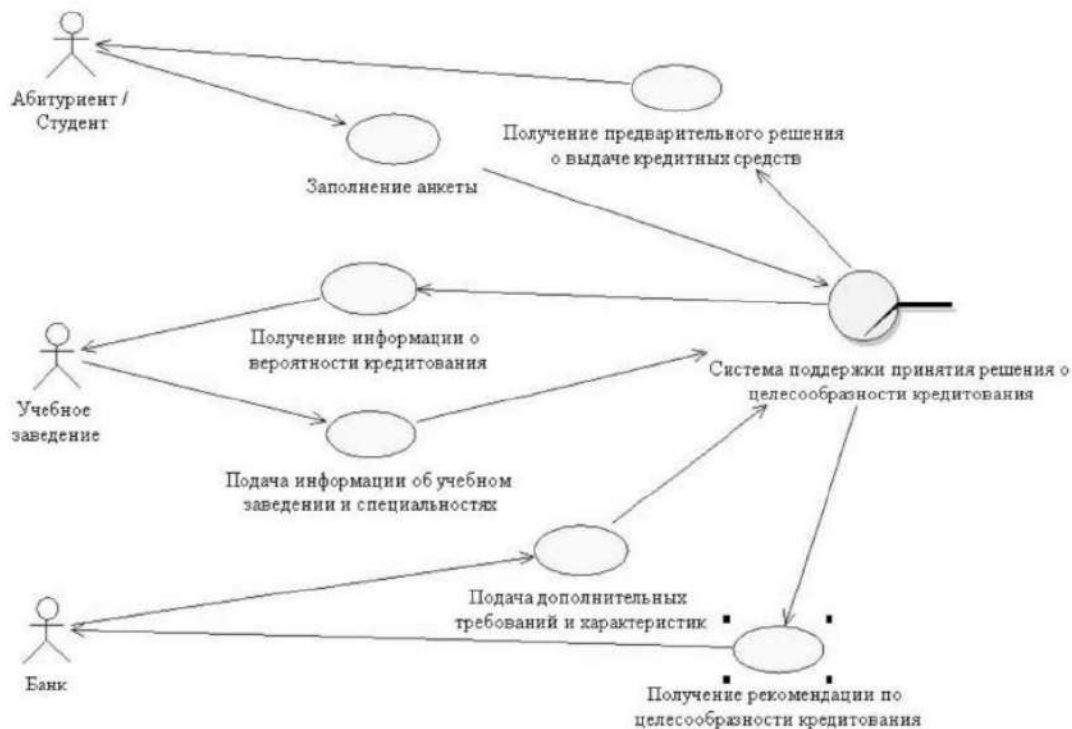 Абитуриент /
Студент
Получение предварительного решения
о выдаче кредитных средств
Заполнение анкеты
Получение информации о
вероятности кредитования
Система поддержки принятия решения о
целесообразности кредитования
Учебное
заведение
Подача информации об учебном
заведении и специальностях
Подача дополнительных
требований и характеристик
Банк
Получение рекомендации по
целесообразности кредитования